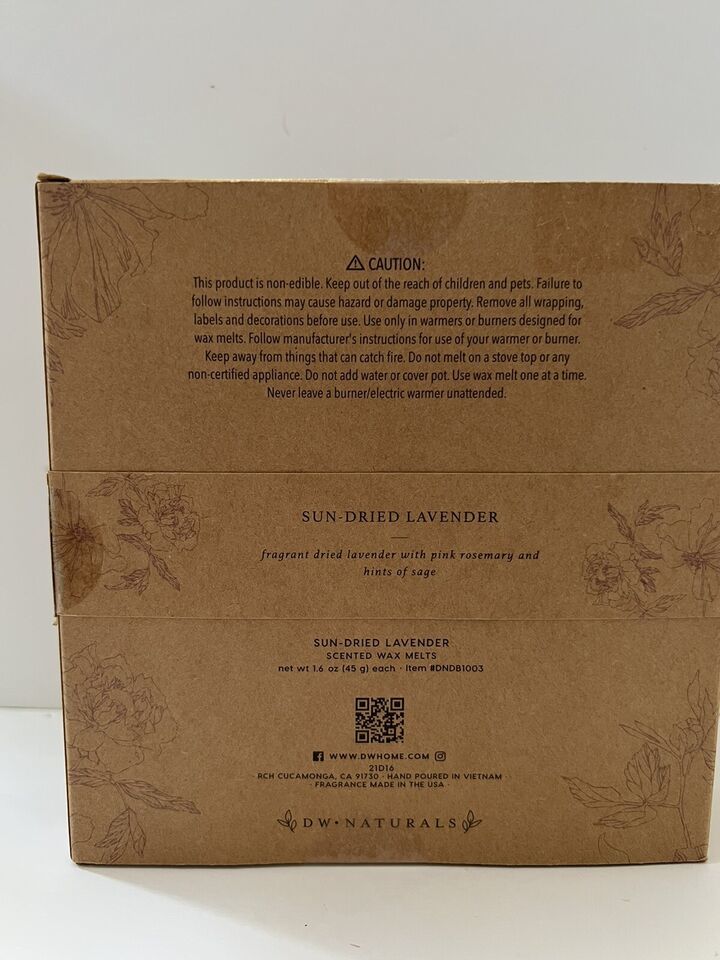 ⚠ CAUTION:
This product is non-edible. Keep out of the reach of children and pets. Failure to
follow instructions may cause hazard or damage property. Remove all wrapping,
labels and decorations before use. Use only in warmers or burners designed for
wax melts. Follow manufacturer's instructions for use of your warmer or burner.
Keep away from things that can catch fire. Do not melt on a stove top or any
non-certified appliance. Do not add water or cover pot. Use wax melt one at a time.
Never leave a burner/electric warmer unattended.
SUN-DRIED LAVENDER
fragrant dried lavender with pink rosemary and
hints of sage
SUN-DRIED LAVENDER
SCENTED WAX MELTS
net wt 1.6 oz (45 g) each · Item #DNDB1003
WWW.DWHOME.COM
21D16
· RCH CUCAMONGA, CA 91730 · HAND POURED IN VIETNAM ·
· FRAGRANCE MADE IN THE USA ·
DW·NATURALS